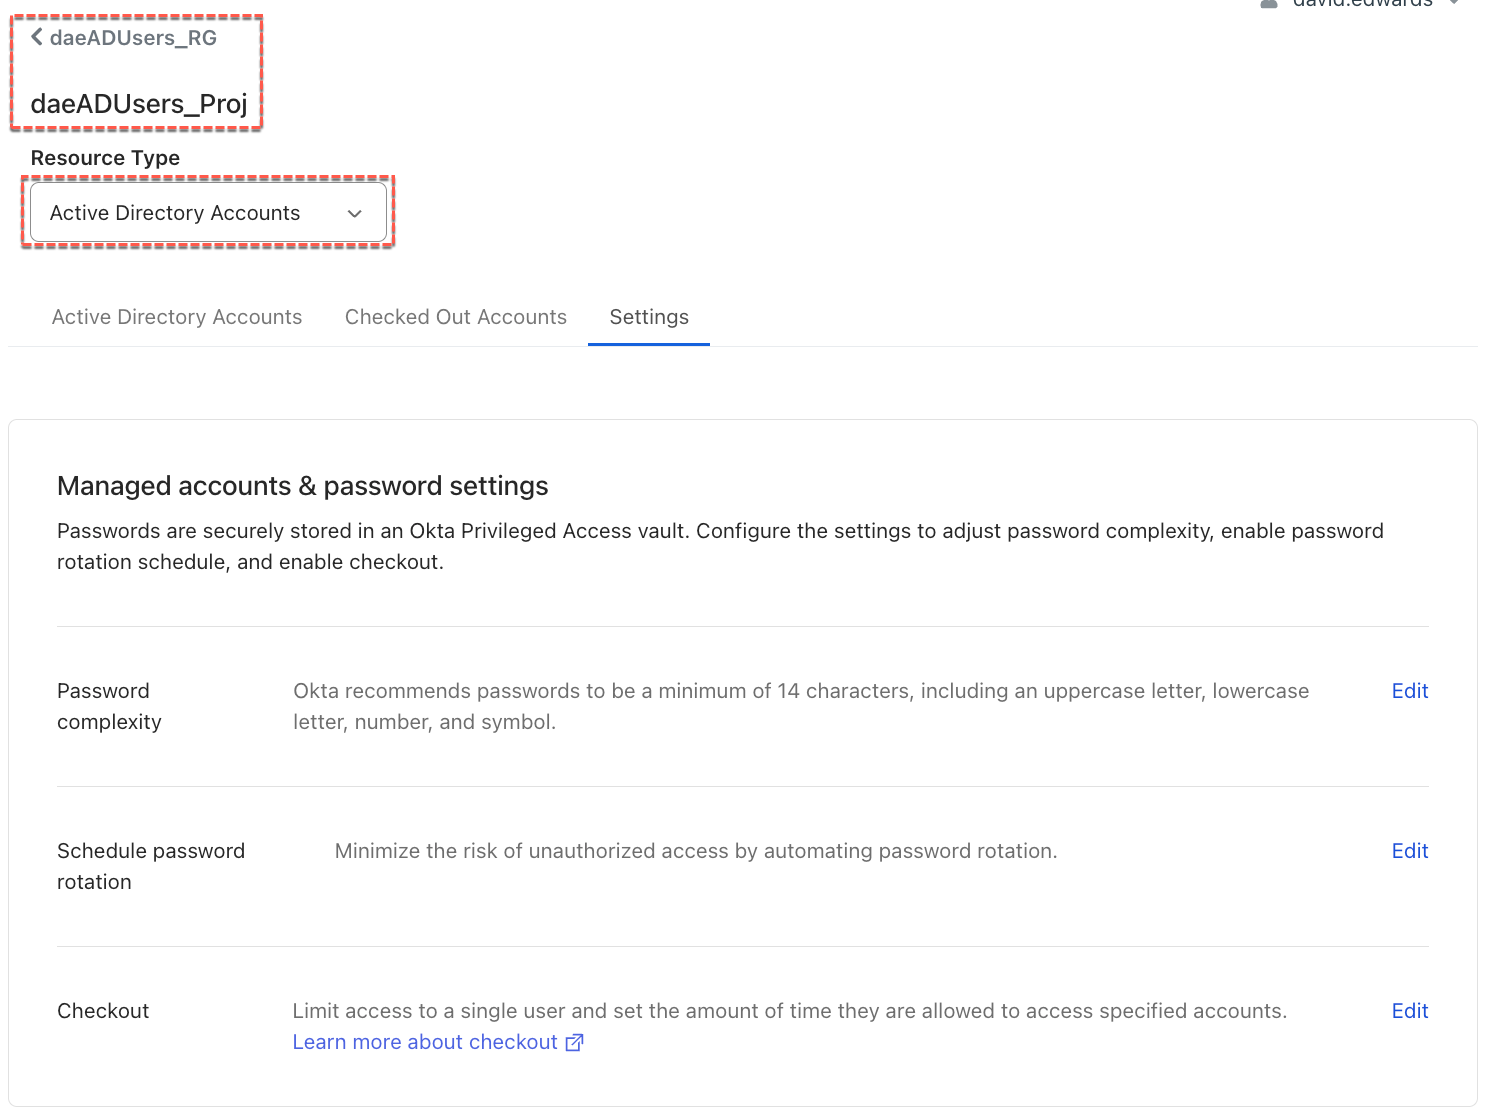 david.edwards
daeADUsers_RG
daeADUsers_Proj
Resource Type
Active Directory Accounts
Active Directory Accounts
Checked Out Accounts
Settings
Managed accounts & password settings
Passwords are securely stored in an Okta Privileged Access vault. Configure the settings to adjust password complexity, enable password
rotation schedule, and enable checkout.
Password
complexity
Okta recommends passwords to be a minimum of 14 characters, including an uppercase letter, lowercase
letter, number, and symbol.
Edit
Schedule password
rotation
Minimize the risk of unauthorized access by automating password rotation.
Edit
Checkout
Limit access to a single user and set the amount of time they are allowed to access specified accounts.
Learn more about checkout
Edit